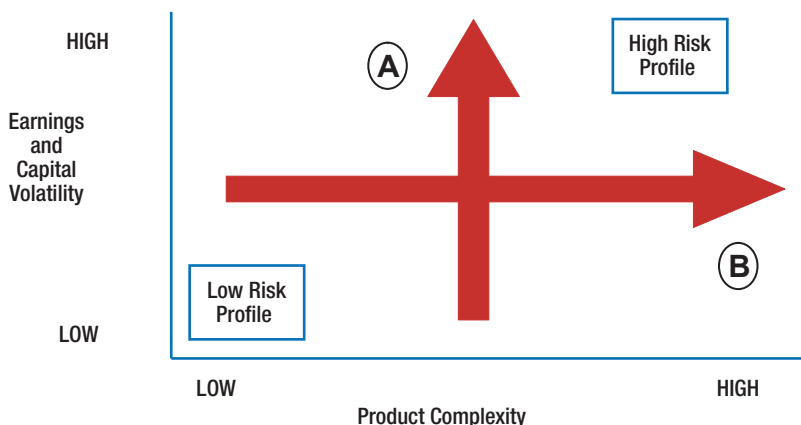 HIGH
A
High Risk
Profile
Earnings
and
Capital
Volatility
B
Low Risk
Profile
LOW
LOW
HIGH
Product Complexity